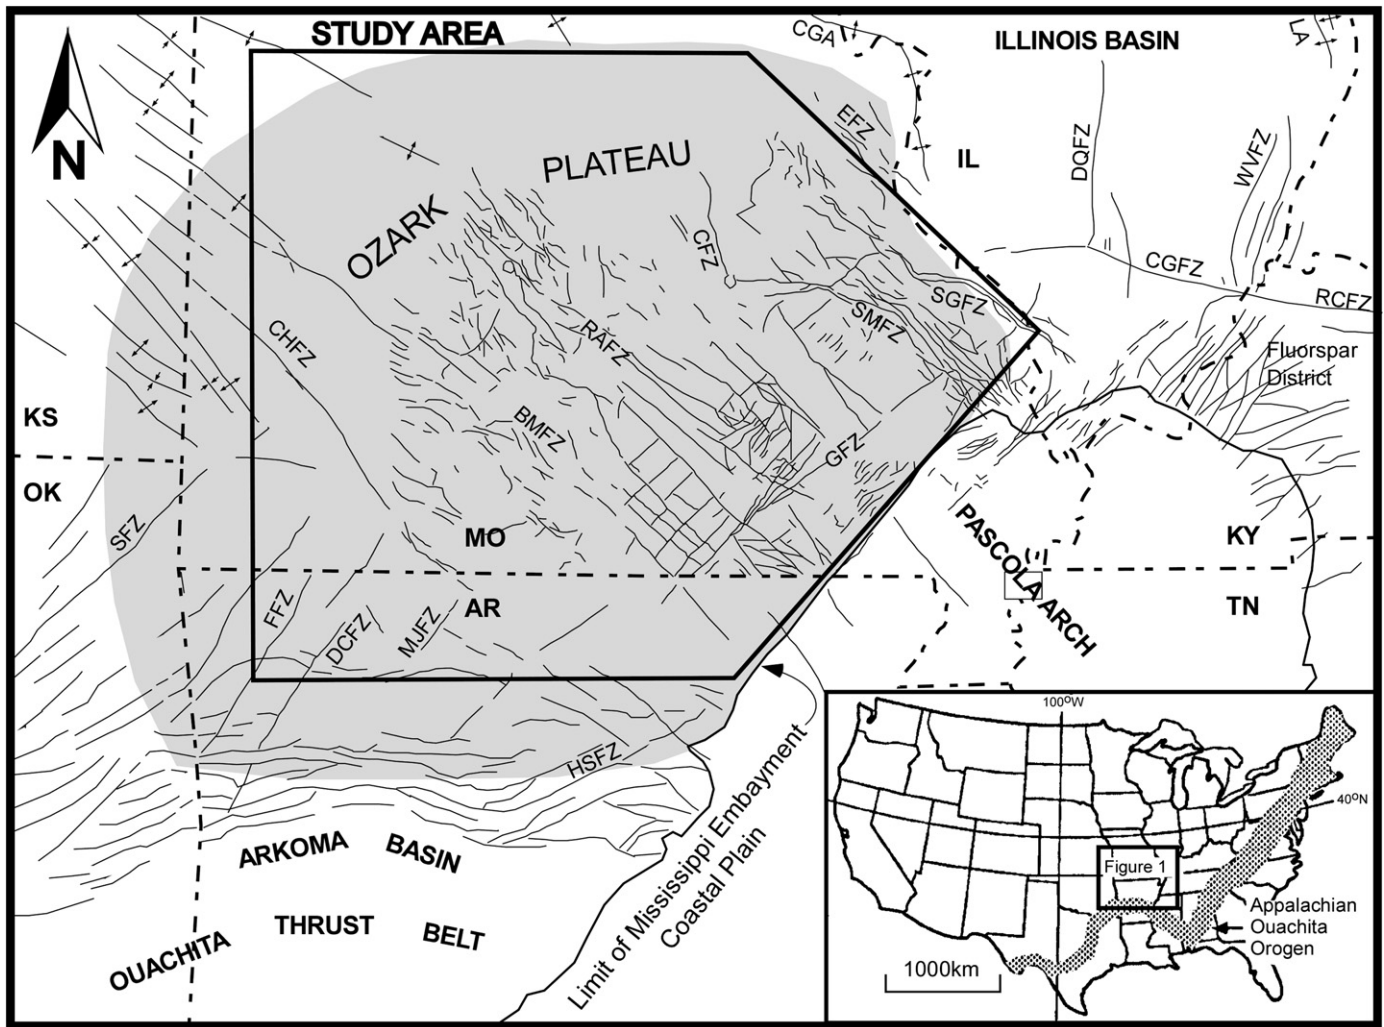 STUDY AREA
CGA
ILLINOIS BASIN
LA
N
PLATEAU
OZARK
EFZ
IL
DQFZ
WVFZ
CFZ
CGFZ
RCFZ
SGFZ
SMFZ
CHFZ
RAFZ
Fluorspar
District
KS
OK
BMFZ
GFZ
SFZ
MO
AR
PASCOLA ARCH
KY
TN
FFZ
DCFZ
MJFZ
HSFZ
ARKOMA BASIN
OUACHITA THRUST BELT
Limit of Mississippi Embayment
Coastal Plain
100°W
40°N
Figure 1
Appalachian
Ouachita
Orogen
1000km